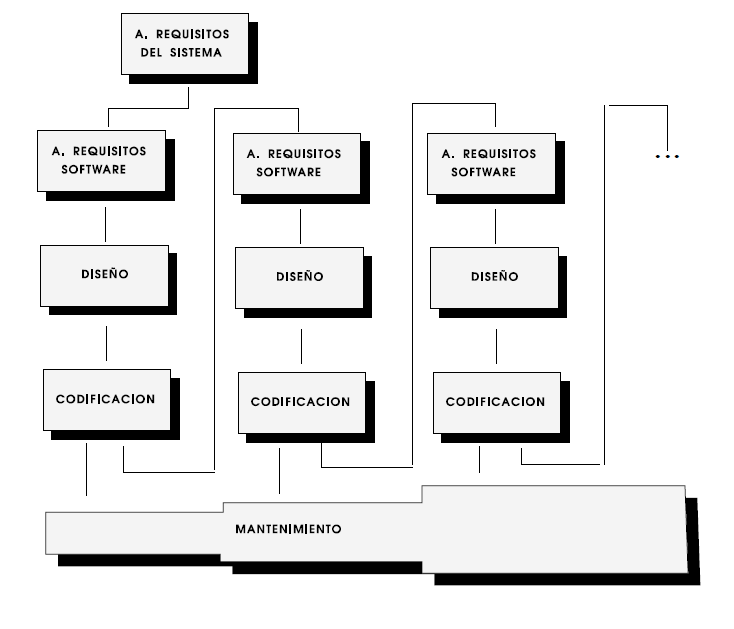 A. REQUISITOS
DEL SISTEMA
A. REQUISITOS
SOFTWARE
A. REQUISITOS
SOFTWARE
A. REQUISITOS
SOFTWARE
...
DISEÑO
DISEÑO
DISEÑO
CODIFICACION
CODIFICACION
CODIFICACION
MANTENIMIENTO